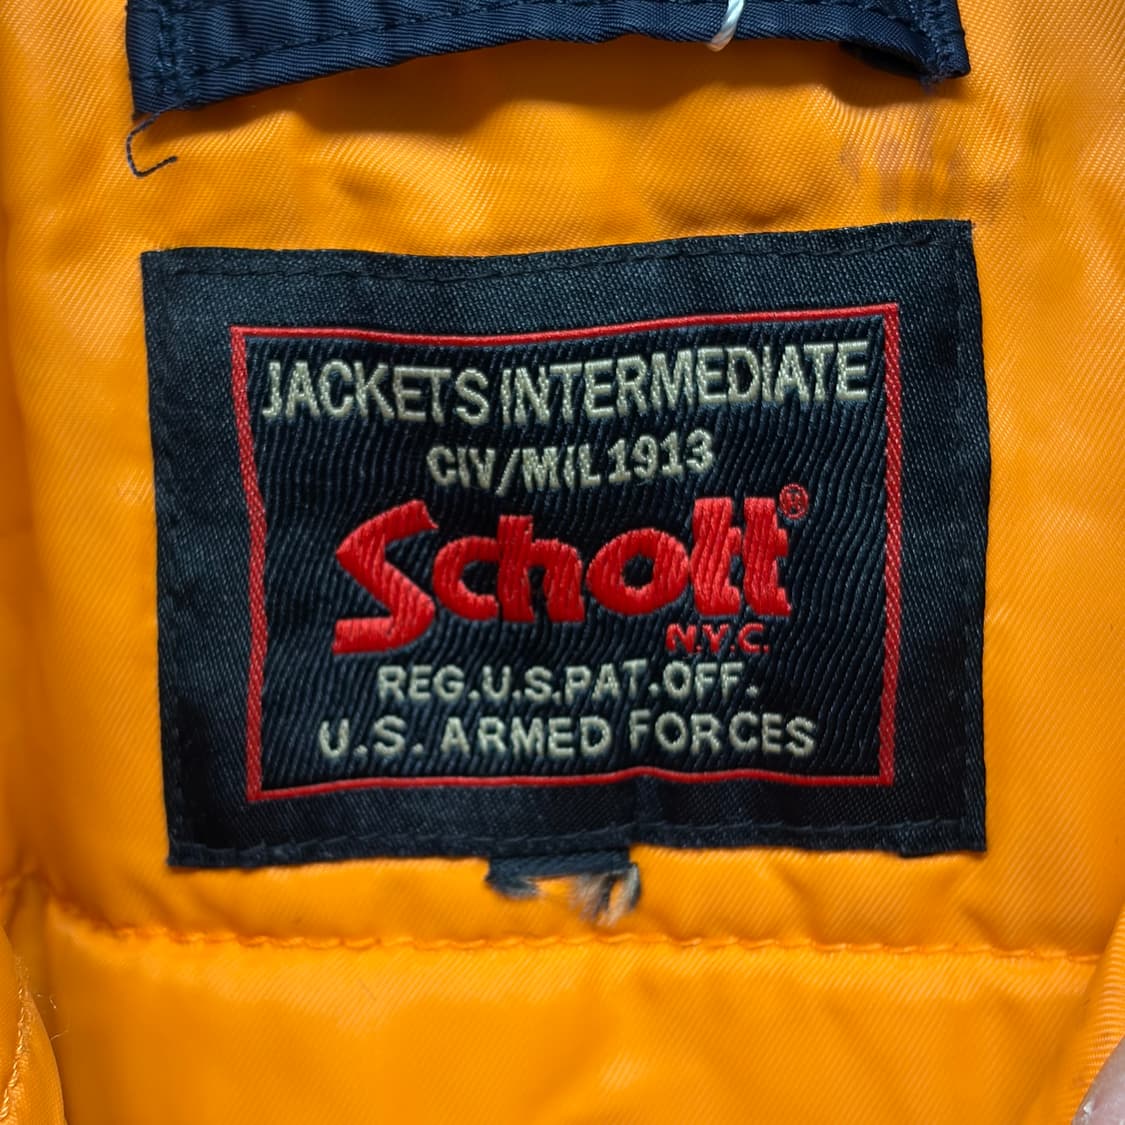 JACKETS INTERMEDIATE
CIV/MIL1913
Schott®
N.Y.C.
REG.U.S.PAT.OFF.
U.S. ARMED FORCES